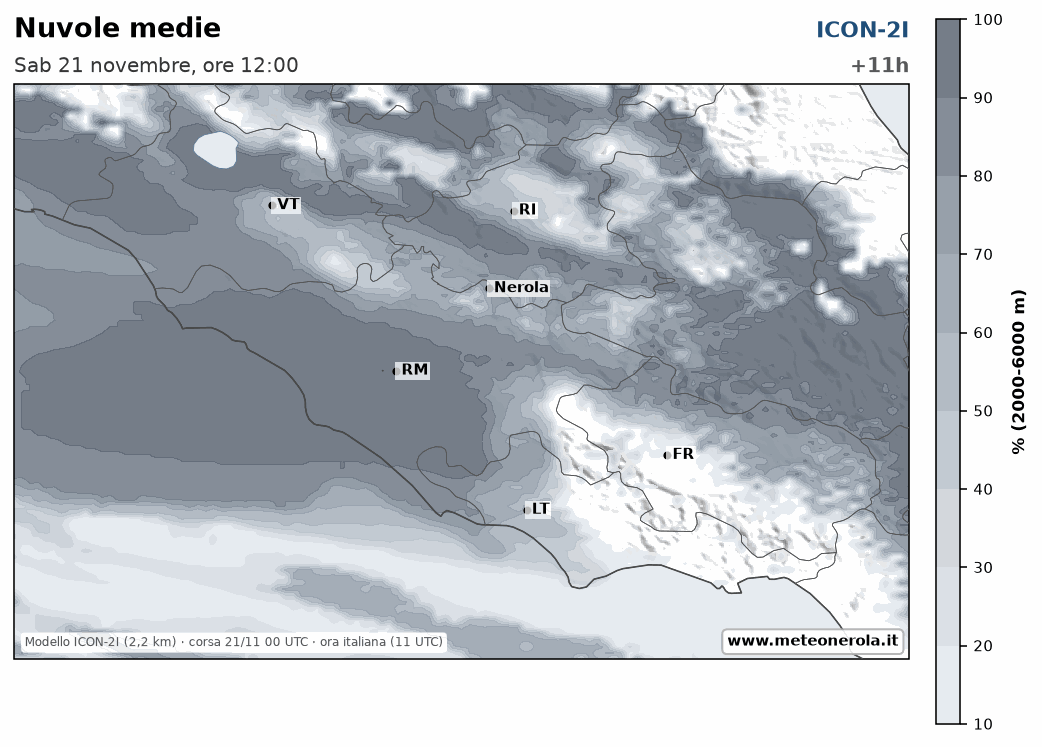 Nuvole medie
ICON-2I
Sab 21 novembre, ore 12:00
+11h
100
90
80
70
60
50
40
30
20
10
% (2000-6000 m)
VT
RI
Nerola
RM
FR
LT
Modello ICON-2I (2,2 km) · corsa 21/11 00 UTC · ora italiana (11 UTC)
www.meteonerola.it